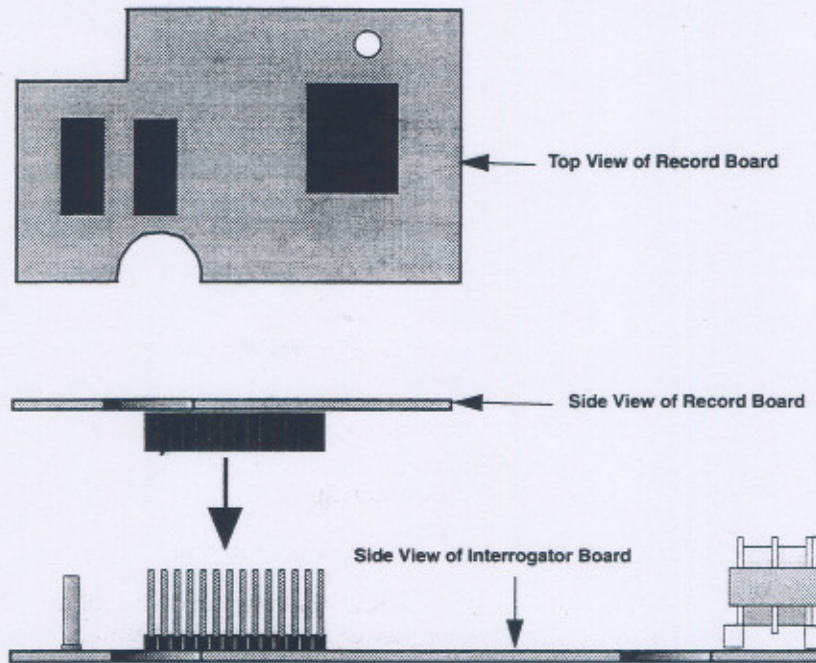 Top View of Record Board
Side View of Record Board
Side View of Interrogator Board